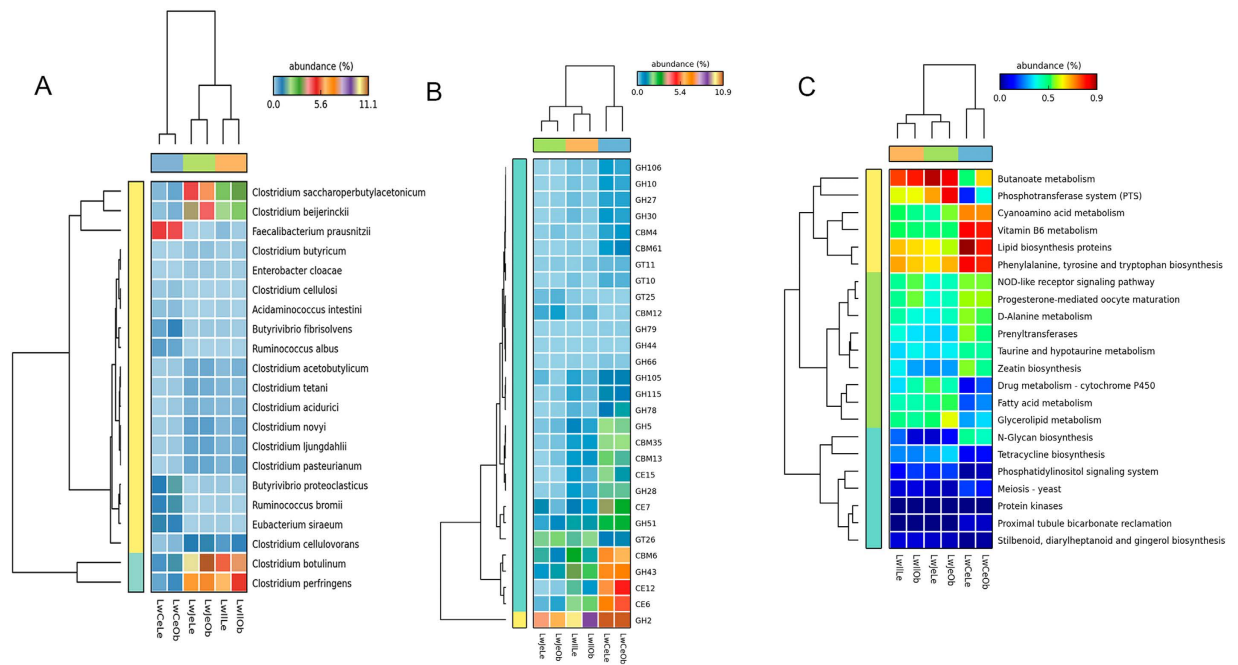 A
abundance (%)
0.0 5.6 11.1
Clostridium saccharoperbutylacetonicum
Clostridium beijerinckii
Faecalibacterium prausnitzii
Clostridium butyricum
Enterobacter cloacae
Clostridium cellulosi
Acidaminococcus intestini
Butyrivibrio fibrisolvens
Ruminococcus albus
Clostridium acetobutylicum
Clostridium tetani
Clostridium acidurici
Clostridium novyi
Clostridium ljungdahlii
Clostridium pasteurianum
Butyrivibrio proteoclasticus
Ruminococcus bromii
Eubacterium siraeum
Clostridium cellulovorans
Clostridium botulinum
Clostridium perfringens
LwCeLe
LwCeOb
LwJeLe
LwJeOb
LwIlLe
LwIlOb
B
abundance (%)
0.0 5.4 10.9
GH106
GH10
GH27
GH30
CBM4
CBM61
GT11
GT10
GT25
CBM12
GH79
GH44
GH66
GH105
GH115
GH78
GH5
CBM35
CBM13
CE15
GH28
CE7
GH51
GT26
CBM6
GH43
CE12
CE6
GH2
LwJeLe
LwJeOb
LwIlLe
LwIlOb
LwCeLe
LwCeOb
C
abundance (%)
0.0 0.5 0.9
Butanoate metabolism
Phosphotransferase system (PTS)
Cyanoamino acid metabolism
Vitamin B6 metabolism
Lipid biosynthesis proteins
Phenylalanine, tyrosine and tryptophan biosynthesis
NOD-like receptor signaling pathway
Progesterone-mediated oocyte maturation
D-Alanine metabolism
Prenyltransferases
Taurine and hypotaurine metabolism
Zeatin biosynthesis
Drug metabolism - cytochrome P450
Fatty acid metabolism
Glycerolipid metabolism
N-Glycan biosynthesis
Tetracycline biosynthesis
Phosphatidylinositol signaling system
Meiosis - yeast
Protein kinases
Proximal tubule bicarbonate reclamation
Stilbenoid, diarylheptanoid and gingerol biosynthesis
LwIlLe
LwIlOb
LwJeLe
LwJeOb
LwCeLe
LwCeOb